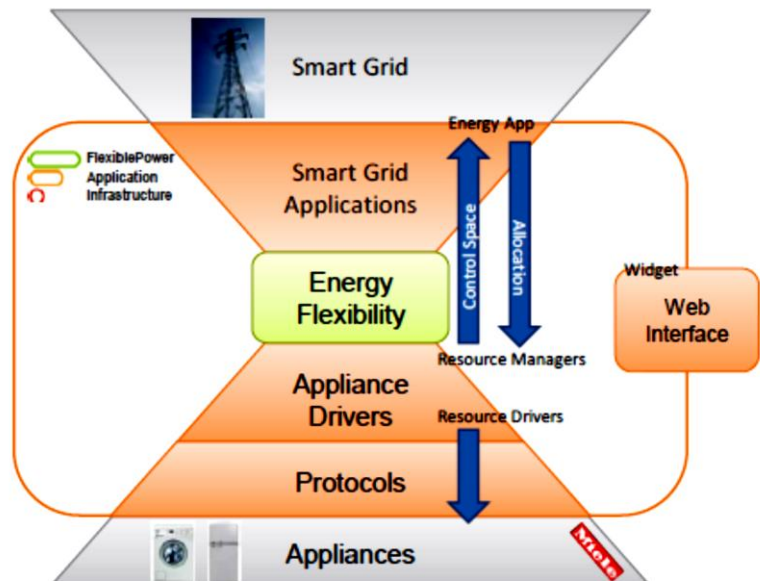 Smart Grid
Energy App
FlexiblePower
Application
Infrastructure
Smart Grid
Applications
Control Space
Allocation
Energy
Flexibility
Widget
Web
Interface
Resource Managers
Appliance
Drivers
Resource Drivers
Protocols
Appliances
Miele